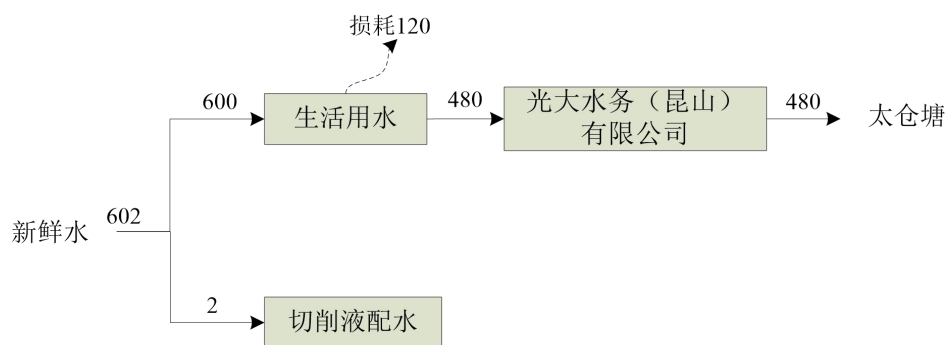 损耗120
600
生活用水
480
光大水务（昆山）
有限公司
480
太仓塘
新鲜水
602
2
切削液配水